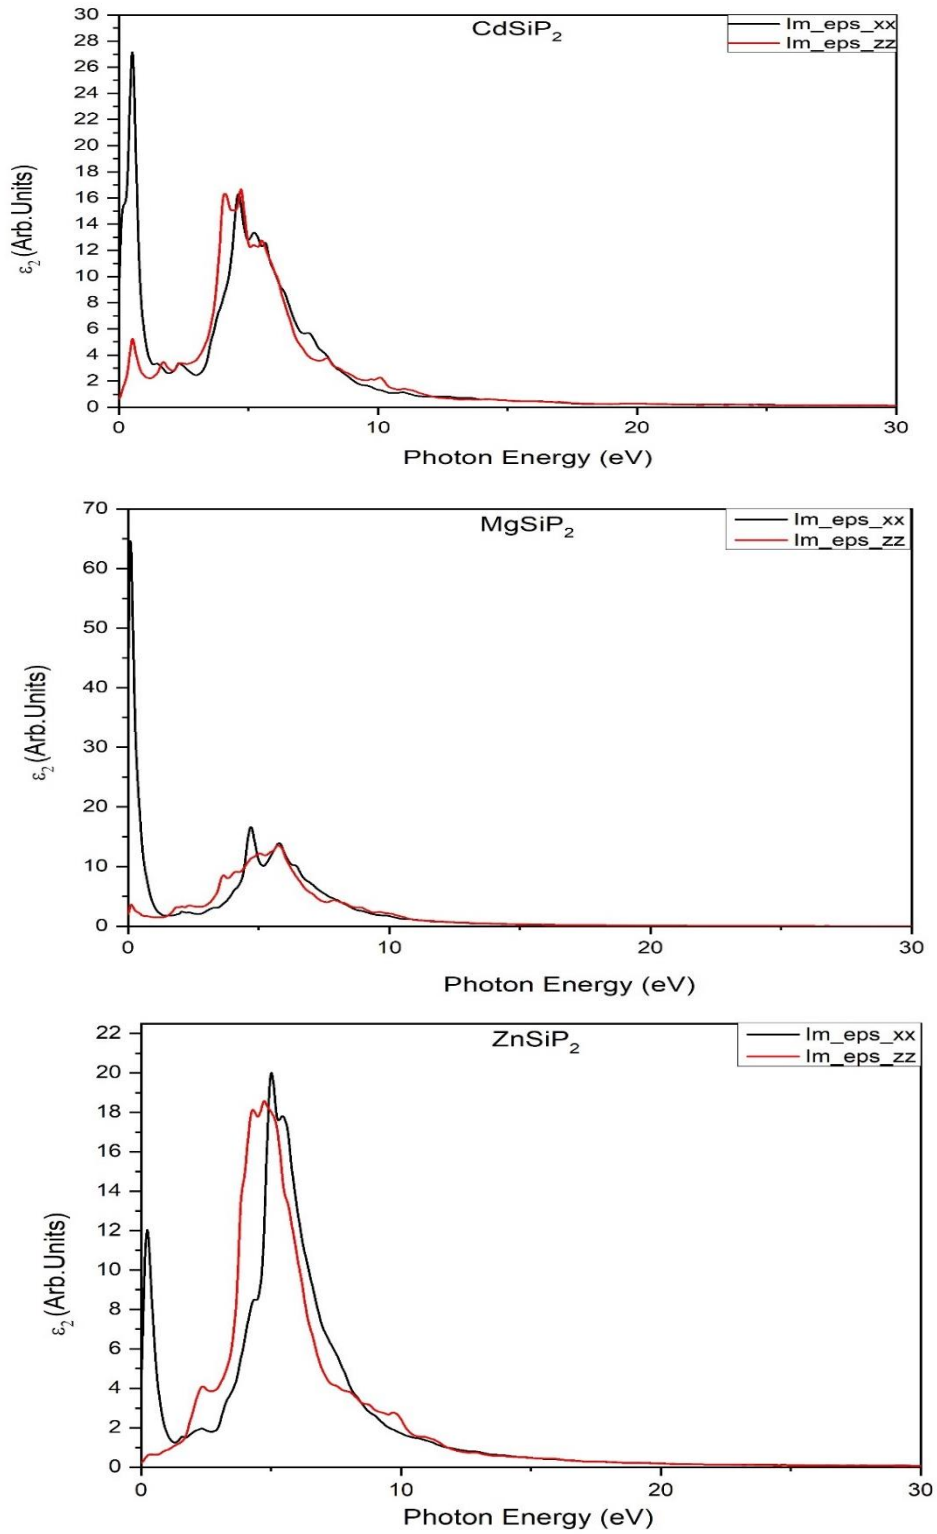 CdSiP₂
Im_eps_xx
Im_eps_zz
30
28
26
24
22
20
18
16
14
12
10
8
6
4
2
0
ε₂ (Arb.Units)
0 10 20 30
Photon Energy (eV)
MgSiP₂
Im_eps_xx
Im_eps_zz
70
60
50
40
30
20
10
0
ε₂ (Arb.Units)
0 10 20 30
Photon Energy (eV)
ZnSiP₂
Im_eps_xx
Im_eps_zz
22
20
18
16
14
12
10
8
6
4
2
0
ε₂ (Arb.Units)
0 10 20 30
Photon Energy (eV)